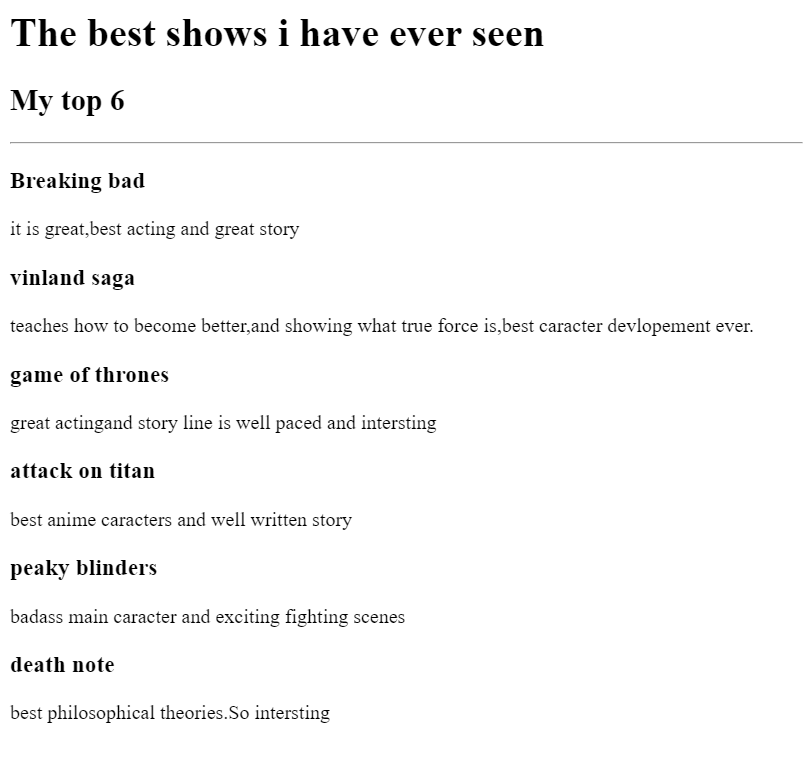 The best shows i have ever seen
My top 6
Breaking bad
it is great,best acting and great story
vinland saga
teaches how to become better,and showing what true force is,best caracter devlopement ever.
game of thrones
great actingand story line is well paced and intersting
attack on titan
best anime caracters and well written story
peaky blinders
badass main caracter and exciting fighting scenes
death note
best philosophical theories.So intersting